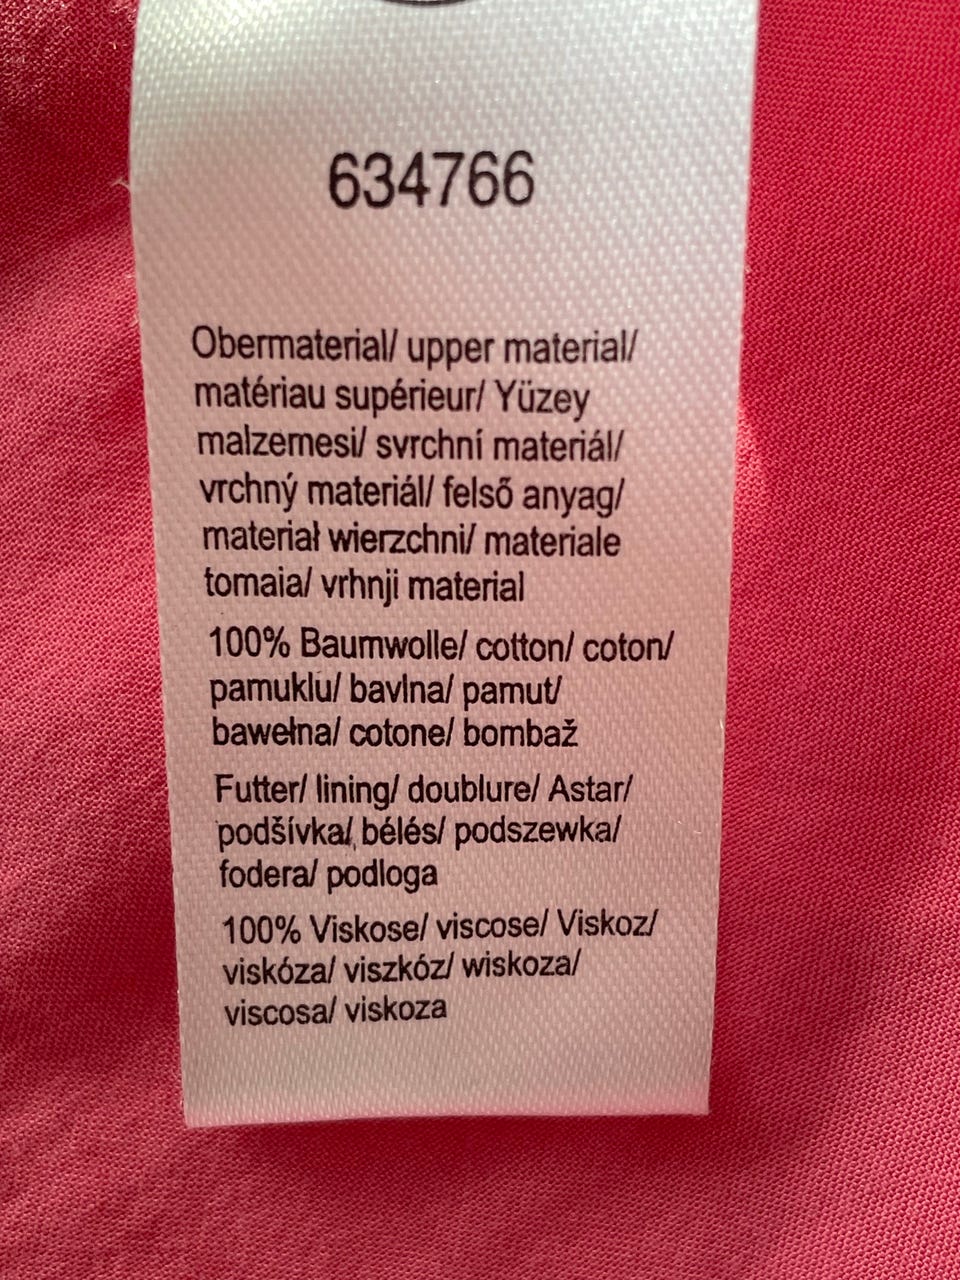 634766
Obermaterial/ upper material/
matériau supérieur/ Yüzey
malzemesi/ svrchní materiál/
vrchný materiál/ felső anyag/
materiał wierzchni/ materiale
tomaia/ vrhnji material
100% Baumwolle/ cotton/ coton/
pamuklu/ bavlna/ pamut/
bawełna/ cotone/ bombaž
Futter/ lining/ doublure/ Astar/
podšívka/ bélés/ podszewka/
fodera/ podloga
100% Viskose/ viscose/ Viskoz/
viskóza/ viszkóz/ wiskoza/
viscosa/ viskoza